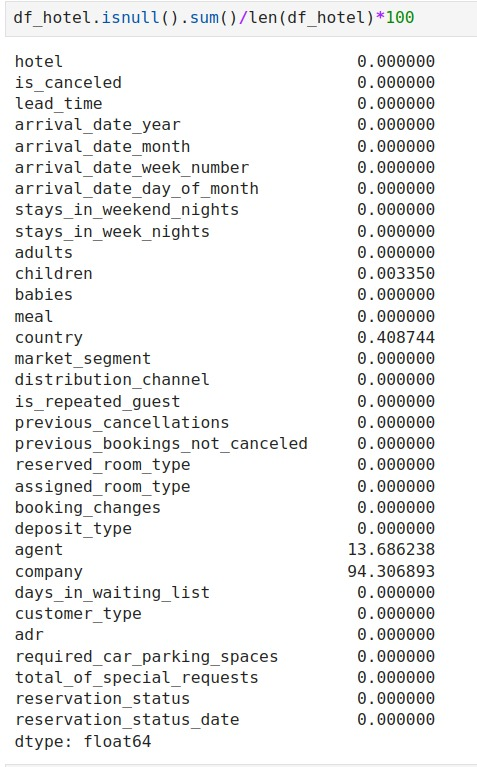 df_hotel.isnull().sum()/len(df_hotel)*100
hotel 0.000000
is_canceled 0.000000
lead_time 0.000000
arrival_date_year 0.000000
arrival_date_month 0.000000
arrival_date_week_number 0.000000
arrival_date_day_of_month 0.000000
stays_in_weekend_nights 0.000000
stays_in_week_nights 0.000000
adults 0.000000
children 0.003350
babies 0.000000
meal 0.000000
country 0.408744
market_segment 0.000000
distribution_channel 0.000000
is_repeated_guest 0.000000
previous_cancellations 0.000000
previous_bookings_not_canceled 0.000000
reserved_room_type 0.000000
assigned_room_type 0.000000
booking_changes 0.000000
deposit_type 0.000000
agent 13.686238
company 94.306893
days_in_waiting_list 0.000000
customer_type 0.000000
adr 0.000000
required_car_parking_spaces 0.000000
total_of_special_requests 0.000000
reservation_status 0.000000
reservation_status_date 0.000000
dtype: float64